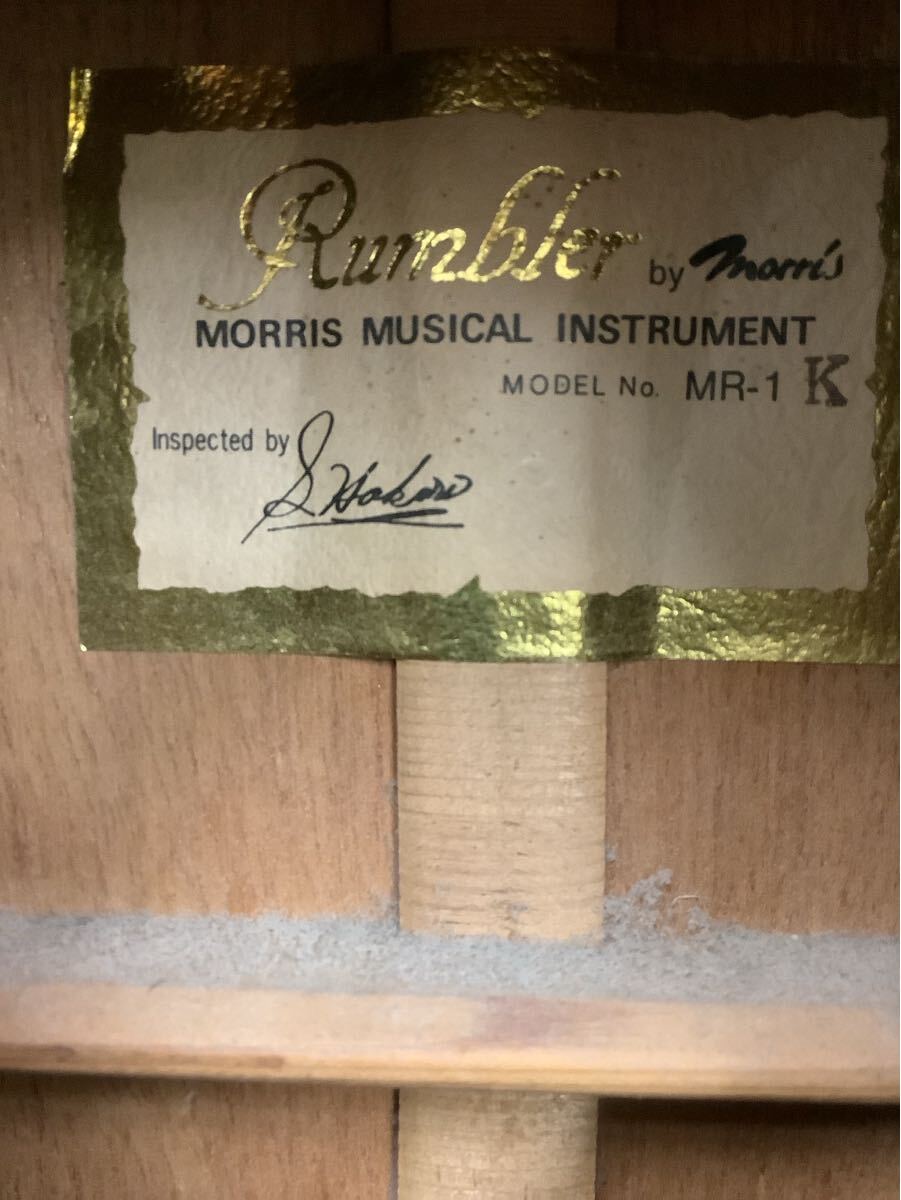 Rumbler by Morris
MORRIS MUSICAL INSTRUMENT
MODEL No. MR-1 K
Inspected by